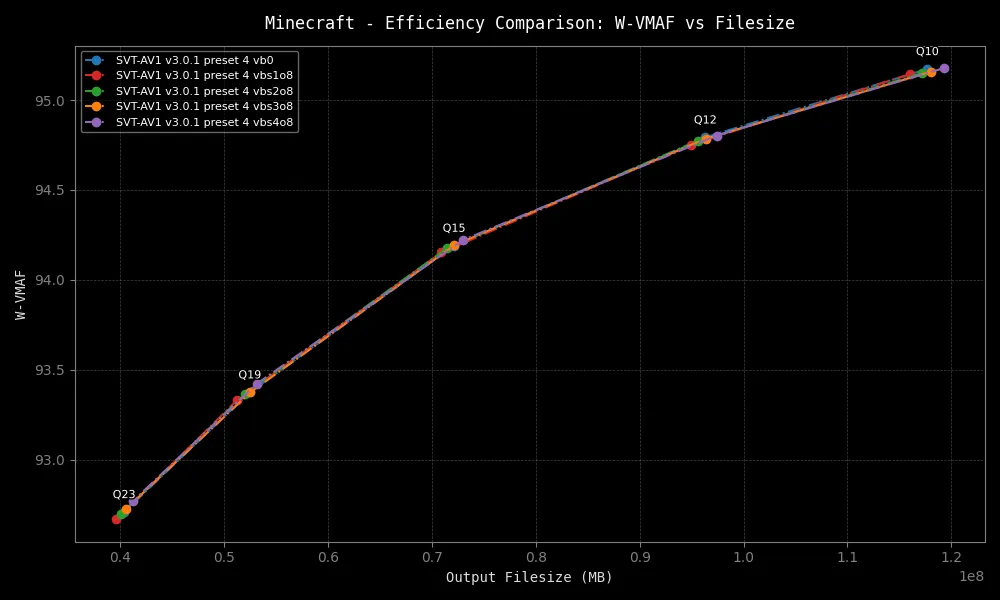 Minecraft - Efficiency Comparison: W-VMAF vs Filesize
SVT-AV1 v3.0.1 preset 4 vb0
SVT-AV1 v3.0.1 preset 4 vbs1o8
SVT-AV1 v3.0.1 preset 4 vbs2o8
SVT-AV1 v3.0.1 preset 4 vbs3o8
SVT-AV1 v3.0.1 preset 4 vbs4o8
Q10
Q12
Q15
Q19
Q23
95.0
94.5
94.0
93.5
93.0
W-VMAF
0.4 0.5 0.6 0.7 0.8 0.9 1.0 1.1 1.2
1e8
Output Filesize (MB)